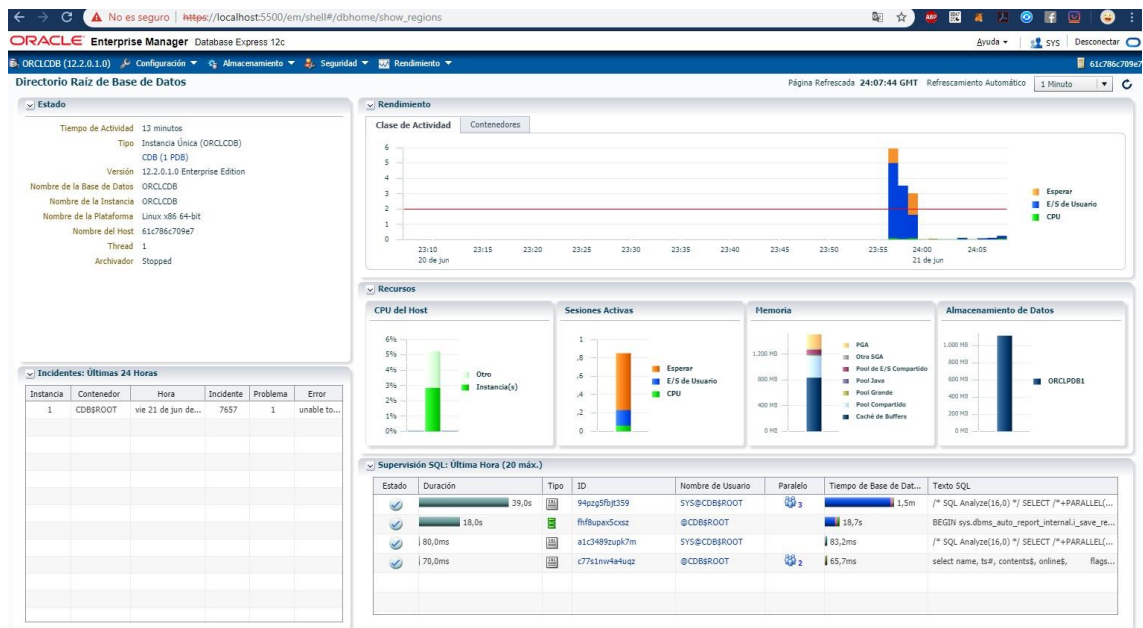 No es seguro | https://localhost:5500/em/shell#/dbhome/show_regions
ABP
ORACLE Enterprise Manager Database Express 12c
Ayuda
SYS
Desconectar
ORCLCDB (12.2.0.1.0) Configuración Almacenamiento Seguridad Rendimiento
61c786c709e7
Directorio Raíz de Base de Datos
Página Refrescada 24:07:44 GMT Refrescamiento Automático 1 Minuto
Estado
Tiempo de Actividad 13 minutos
Tipo Instancia Única (ORCLCDB)
CDB (1 PDB)
Versión 12.2.0.1.0 Enterprise Edition
Nombre de la Base de Datos ORCLCDB
Nombre de la Instancia ORCLCDB
Nombre de la Plataforma Linux x86 64-bit
Nombre del Host 61c786c709e7
Thread 1
Archivador Stopped
Rendimiento
Clase de Actividad Contenedores
6
5
4
3
2
1
0
23:10 23:15 23:20 23:25 23:30 23:35 23:40 23:45 23:50 23:55 24:00 24:05
20 de jun 21 de jun
Esperar
E/S de Usuario
CPU
Recursos
CPU del Host
6%
5%
4%
3%
2%
1%
0%
Otro
Instancia(s)
Sesiones Activas
1
,8
,6
,4
,2
0
Esperar
E/S de Usuario
CPU
Memoria
1.200 MB
800 MB
400 MB
0 MB
PGA
Otra SGA
Pool de E/S Compartido
Pool Java
Pool Grande
Pool Compartido
Caché de Buffers
Almacenamiento de Datos
1.000 MB
800 MB
600 MB
400 MB
200 MB
0 MB
ORCLPDB1
Incidentes: Últimas 24 Horas
Instancia Contenedor Hora Incidente Problema Error
1 CDB$ROOT vie 21 de jun de... 7657 1 unable to...
Supervisión SQL: Última Hora (20 máx.)
Estado Duración Tipo ID Nombre de Usuario Paralelo Tiempo de Base de Dat... Texto SQL
39,0s 94pzg5fbjt359 SYS@CDB$ROOT 3 1,5m /* SQL Analyze(16,0) */ SELECT /*+PARALLEL(...
18,0s fhf8upax5cxsz @CDB$ROOT 18,7s BEGIN sys.dbms_auto_report_internal.i_save_re...
80,0ms a1c3489zupk7m SYS@CDB$ROOT 83,2ms /* SQL Analyze(16,0) */ SELECT /*+PARALLEL(...
70,0ms c77s1nw4a4uqz @CDB$ROOT 2 65,7ms select name, ts#, contents$, online$, flags...